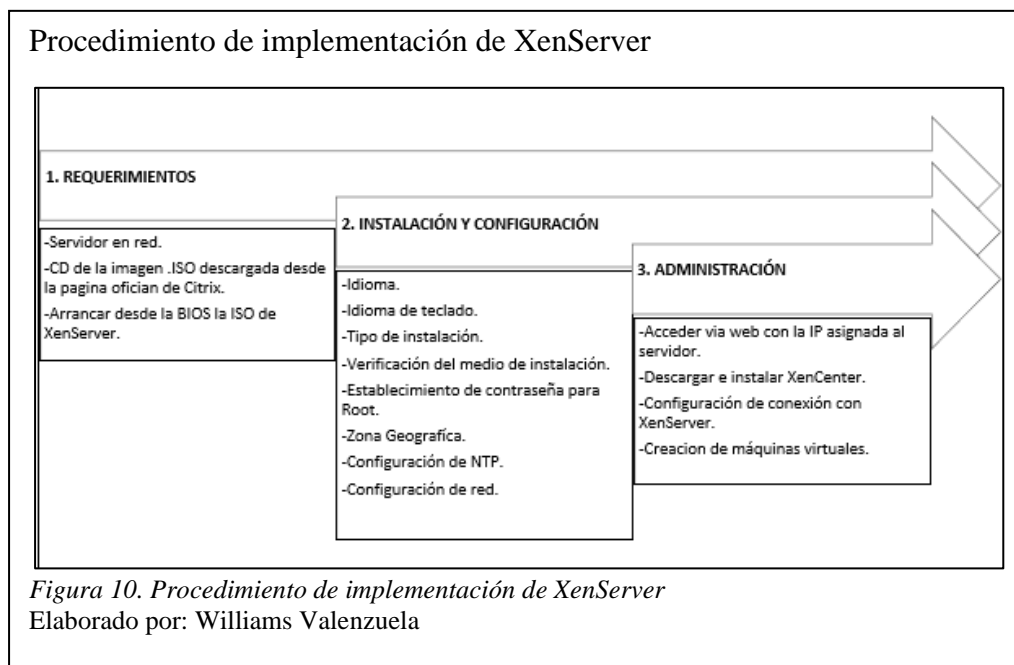 Procedimiento de implementación de XenServer
1. REQUERIMIENTOS
-Servidor en red.
-CD de la imagen .ISO descargada desde
la pagina ofician de Citrix.
-Arrancar desde la BIOS la ISO de
XenServer.
2. INSTALACIÓN Y CONFIGURACIÓN
-Idioma.
-Idioma de teclado.
-Tipo de instalación.
-Verificación del medio de instalación.
-Establecimiento de contraseña para
Root.
-Zona Geografíca.
-Configuración de NTP.
-Configuración de red.
3. ADMINISTRACIÓN
-Acceder via web con la IP asignada al
servidor.
-Descargar e instalar XenCenter.
-Configuración de conexión con
XenServer.
-Creacion de máquinas virtuales.
Figura 10. Procedimiento de implementación de XenServer
Elaborado por: Williams Valenzuela